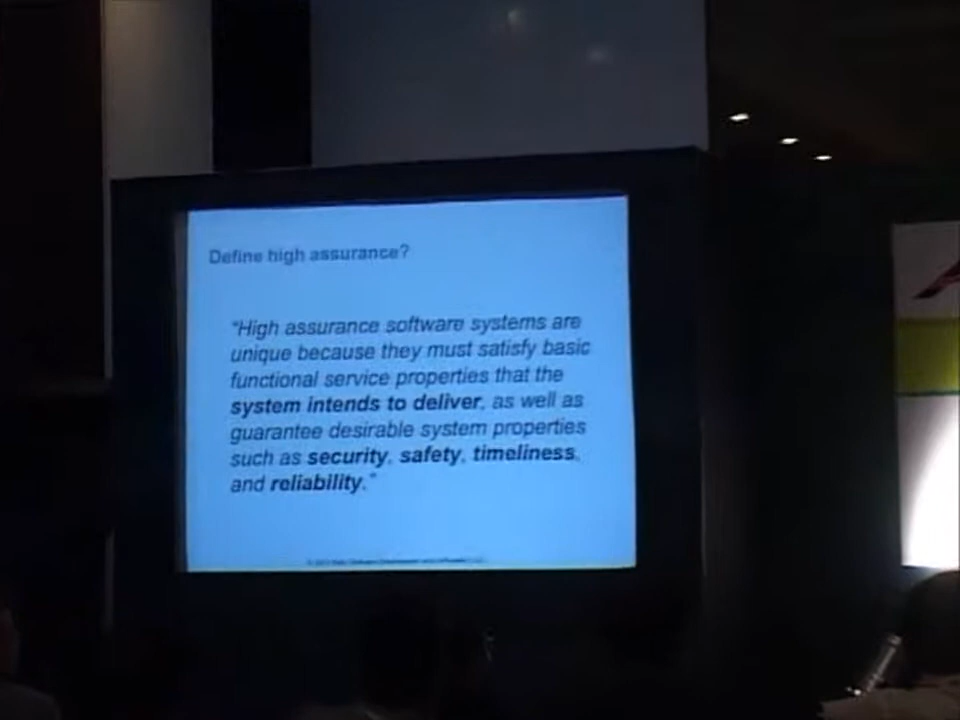 Define high assurance?
"High assurance software systems are
unique because they must satisfy basic
functional service properties that the
system intends to deliver, as well as
guarantee desirable system properties
such as security, safety, timeliness,
and reliability."